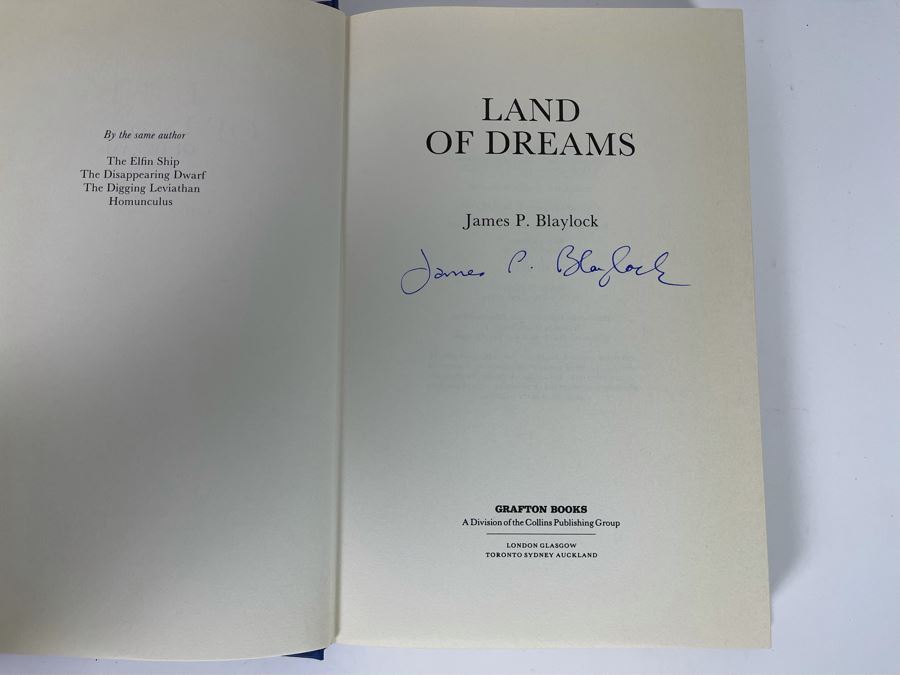 By the same author
The Elfin Ship
The Disappearing Dwarf
The Digging Leviathan
Homunculus
LAND
OF DREAMS
James P. Blaylock
James P. Blaylock
GRAFTON BOOKS
A Division of the Collins Publishing Group
LONDON GLASGOW
TORONTO SYDNEY AUCKLAND